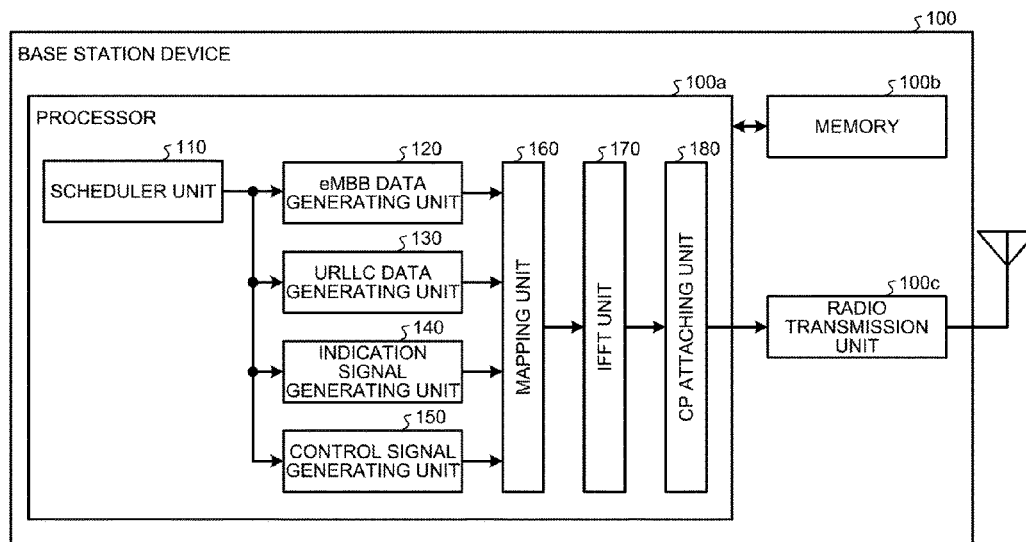 100
BASE STATION DEVICE
100a
PROCESSOR
100b
MEMORY
110
SCHEDULER UNIT
120
eMBB DATA
GENERATING UNIT
130
URLLC DATA
GENERATING UNIT
140
INDICATION
SIGNAL
GENERATING UNIT
150
CONTROL SIGNAL
GENERATING UNIT
160
MAPPING UNIT
170
IFFT UNIT
180
CP ATTACHING UNIT
100c
RADIO
TRANSMISSION
UNIT